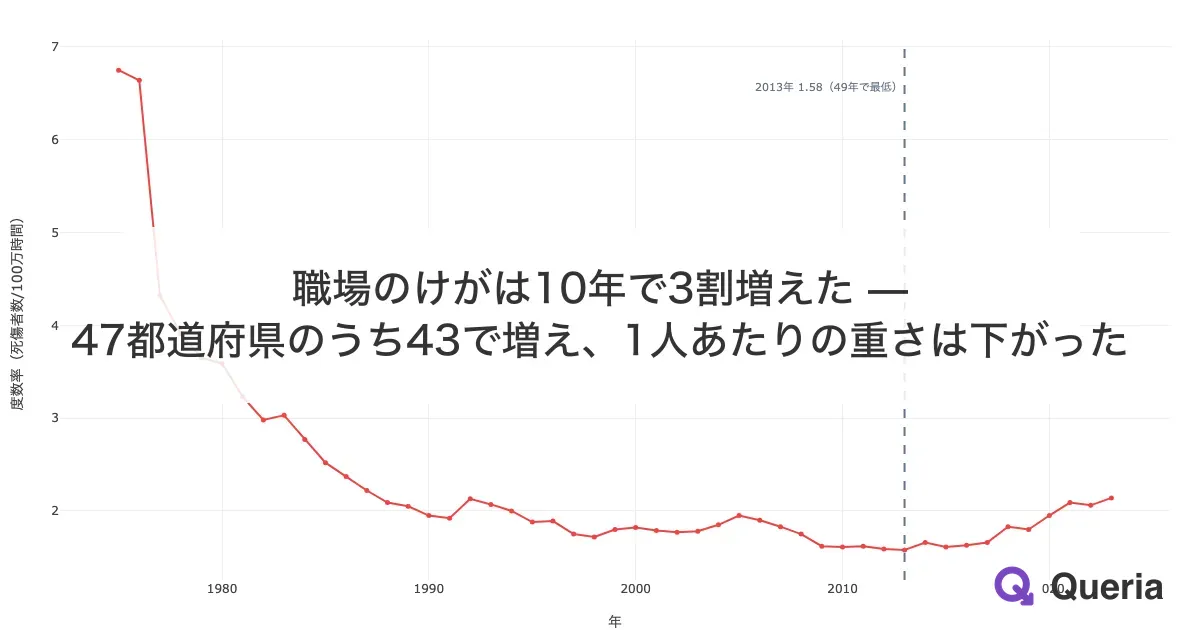 7
2013年 1.58（49年で最低）
6
5
職場のけがは10年で3割増えた —
47都道府県のうち43で増え、1人あたりの重さは下がった
4
度数率（死傷者数/100万時間）
3
2
1980
1990
2000
2010
020
Queria
年